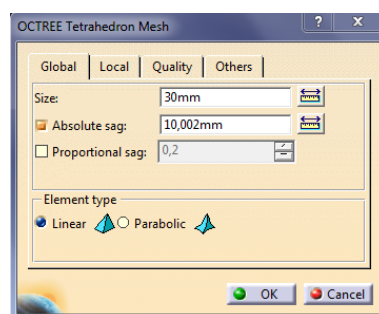 OCTREE Tetrahedron Mesh ? X
Global Local Quality Others
Size: 30mm
Absolute sag: 10,002mm
Proportional sag: 0,2
Element type
Linear Parabolic
OK Cancel